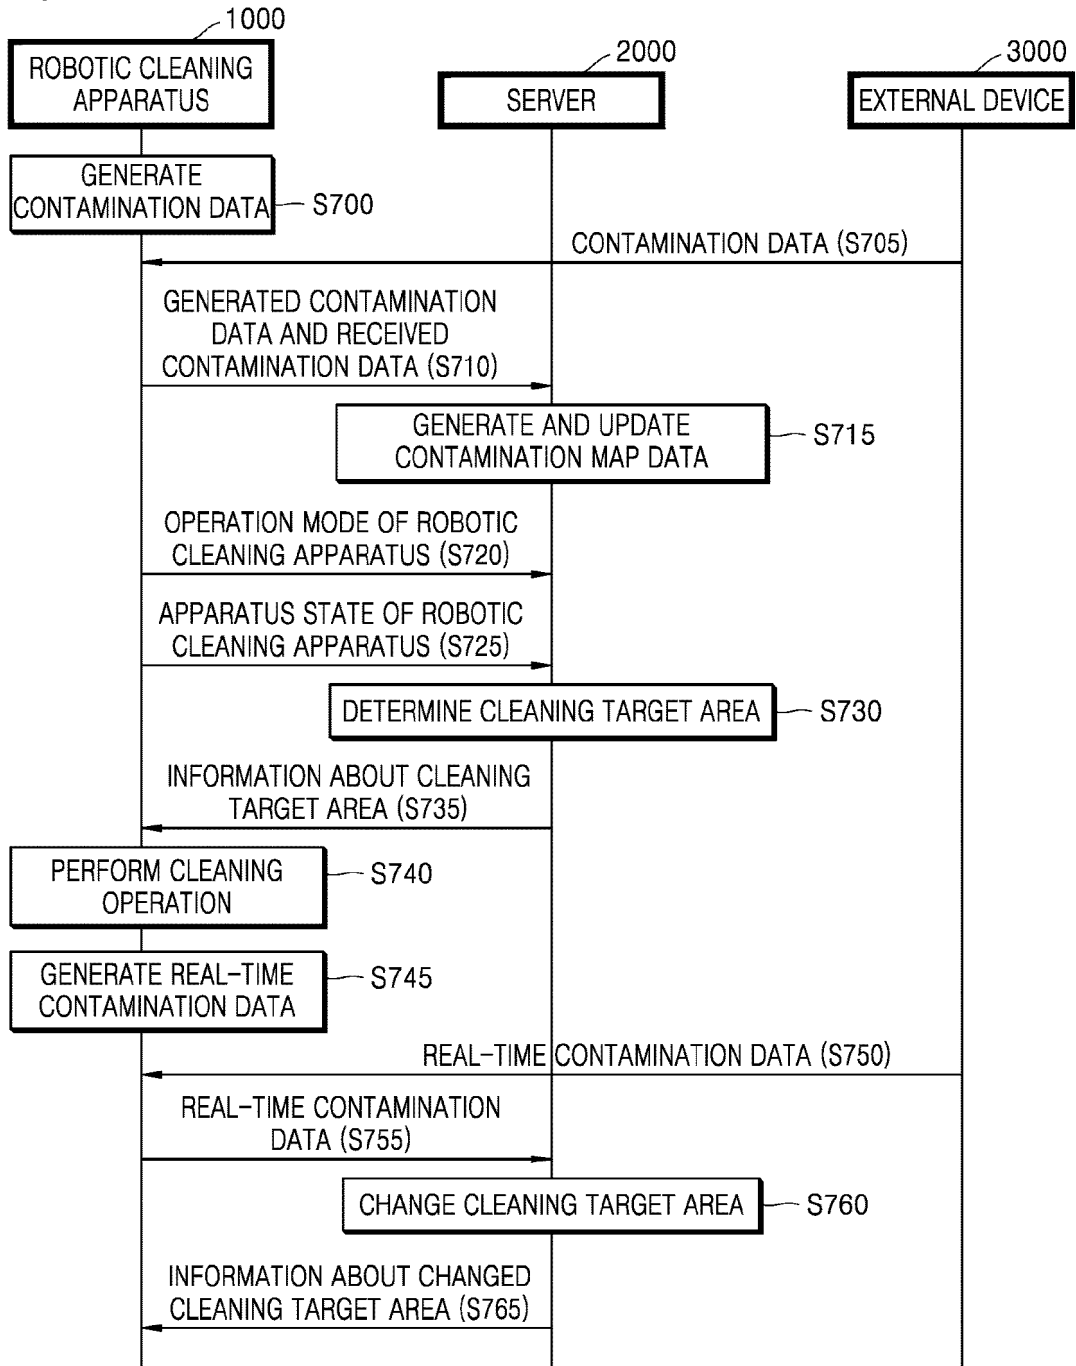 1000
ROBOTIC CLEANING
APPARATUS
2000
SERVER
3000
EXTERNAL DEVICE
GENERATE
CONTAMINATION DATA
S700
CONTAMINATION DATA (S705)
GENERATED CONTAMINATION
DATA AND RECEIVED
CONTAMINATION DATA (S710)
GENERATE AND UPDATE
CONTAMINATION MAP DATA
S715
OPERATION MODE OF ROBOTIC
CLEANING APPARATUS (S720)
APPARATUS STATE OF ROBOTIC
CLEANING APPARATUS (S725)
DETERMINE CLEANING TARGET AREA
S730
INFORMATION ABOUT CLEANING
TARGET AREA (S735)
PERFORM CLEANING
OPERATION
S740
GENERATE REAL-TIME
CONTAMINATION DATA
S745
REAL-TIME CONTAMINATION DATA (S750)
REAL-TIME CONTAMINATION
DATA (S755)
CHANGE CLEANING TARGET AREA
S760
INFORMATION ABOUT CHANGED
CLEANING TARGET AREA (S765)